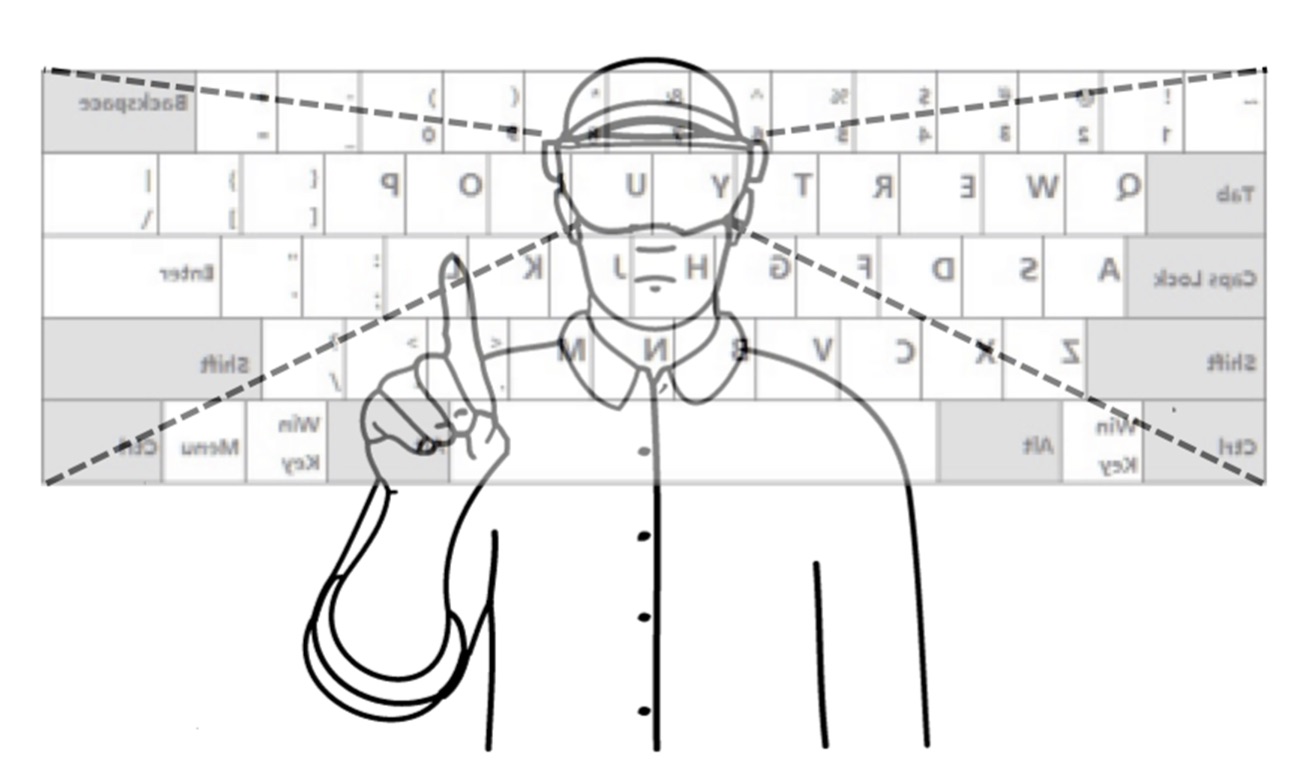 ! @ # $ % ^ & * ( ) - + Backspace
1 2 3 4 5 6 7 8 9 0 _ =
Tab Q W E R T Y U O P { } |
[ ] \
Caps Lock A S D F G H J K L : " Enter
; '
Shift Z X C V B N M < > ? Shift
, /
Ctrl Win Alt Win Menu Ctrl
Key Key